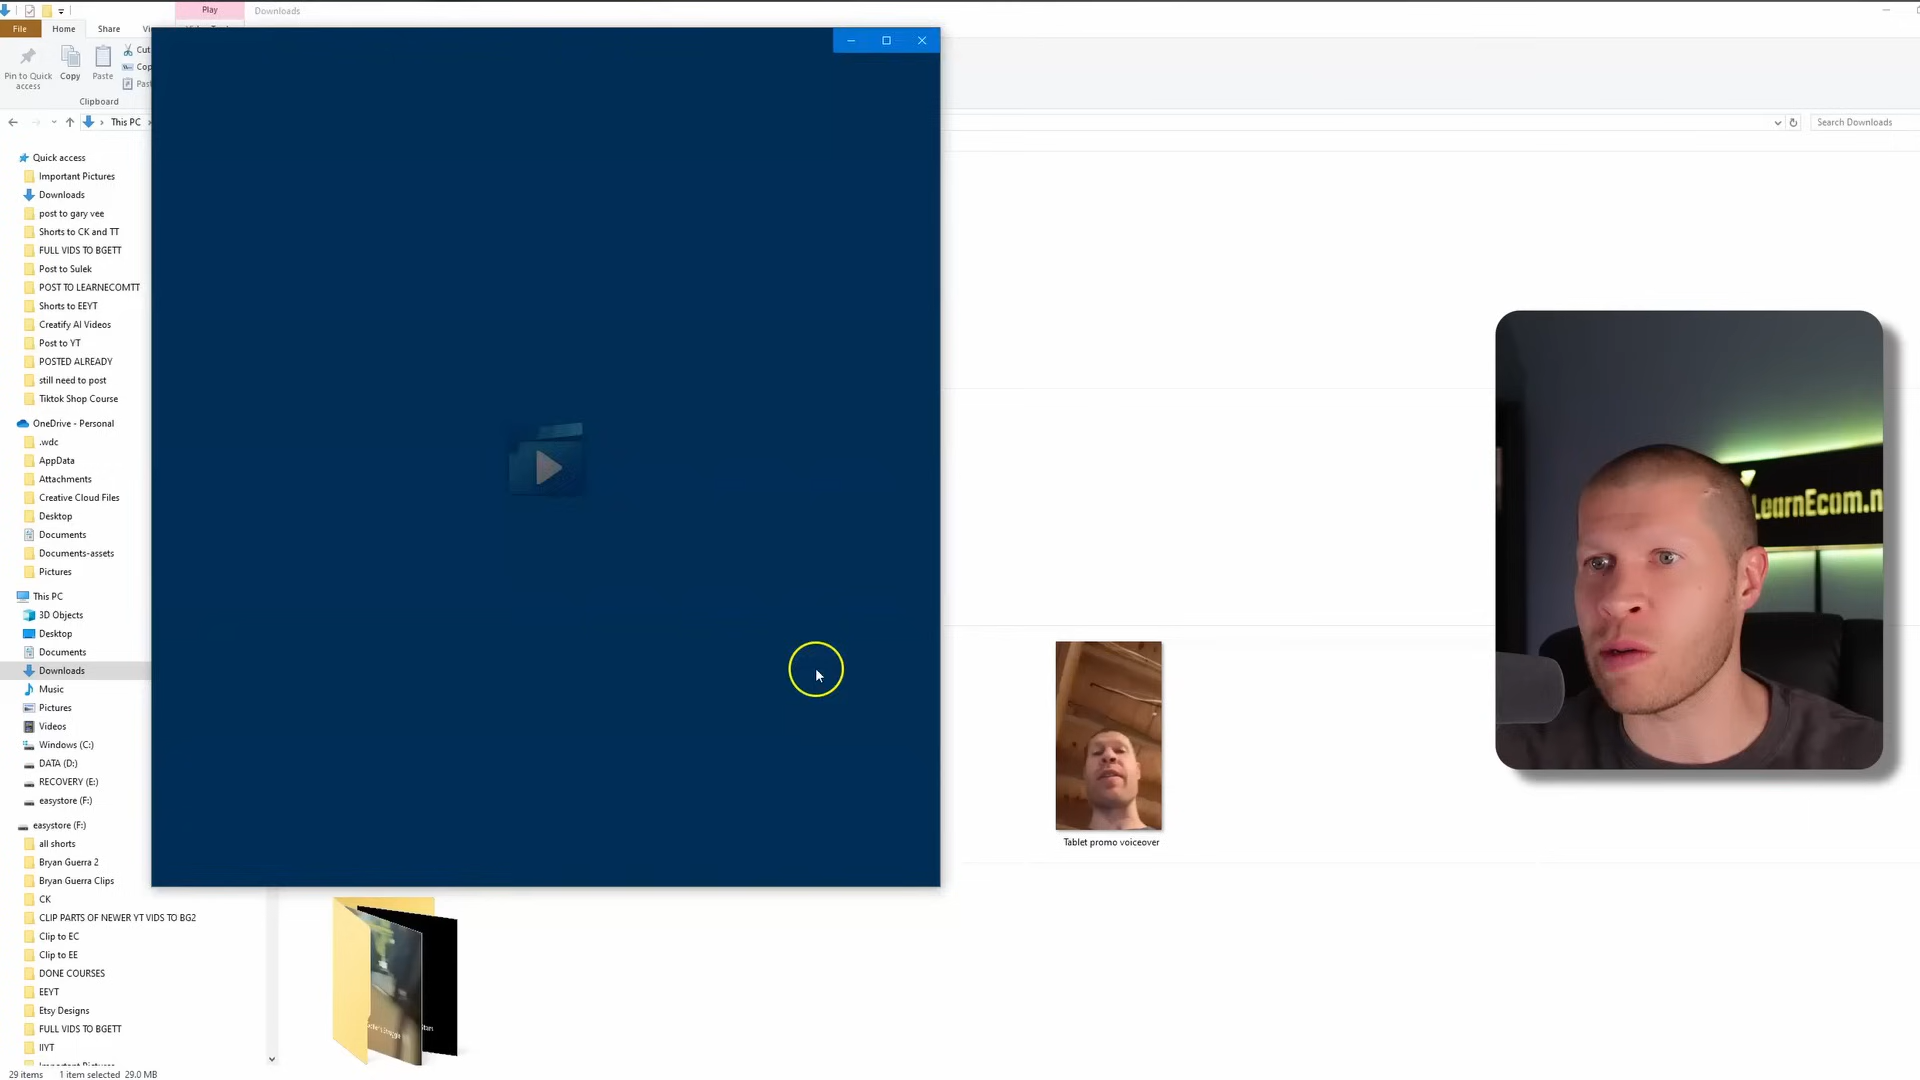 Play
Downloads
File
Home
Share
Pin to Quick
access
Copy
Paste
Cut
Clipboard
This PC
Search Downloads
Quick access
Important Pictures
Downloads
post to gary vee
Shorts to CK and TT
FULL VIDS TO BGETT
Post to Sulek
POST TO LEARNECOMTT
Shorts to EEYT
Creatify AI Videos
Post to YT
POSTED ALREADY
still need to post
Tiktok Shop Course
OneDrive - Personal
.wdc
AppData
Attachments
Creative Cloud Files
Desktop
Documents
Documents-assets
Pictures
This PC
3D Objects
Desktop
Documents
Downloads
Music
Pictures
Videos
Windows (C:)
DATA (D:)
RECOVERY (E:)
easystore (F:)
easystore (F:)
all shorts
Bryan Guerra 2
Bryan Guerra Clips
CK
CLIP PARTS OF NEWER YT VIDS TO BG2
Clip to EC
Clip to EE
DONE COURSES
EEYT
Etsy Designs
FULL VIDS TO BGETT
IIYT
LearnEcom.n
Tablet promo voiceover
29 items
1 item selected 29.0 MB